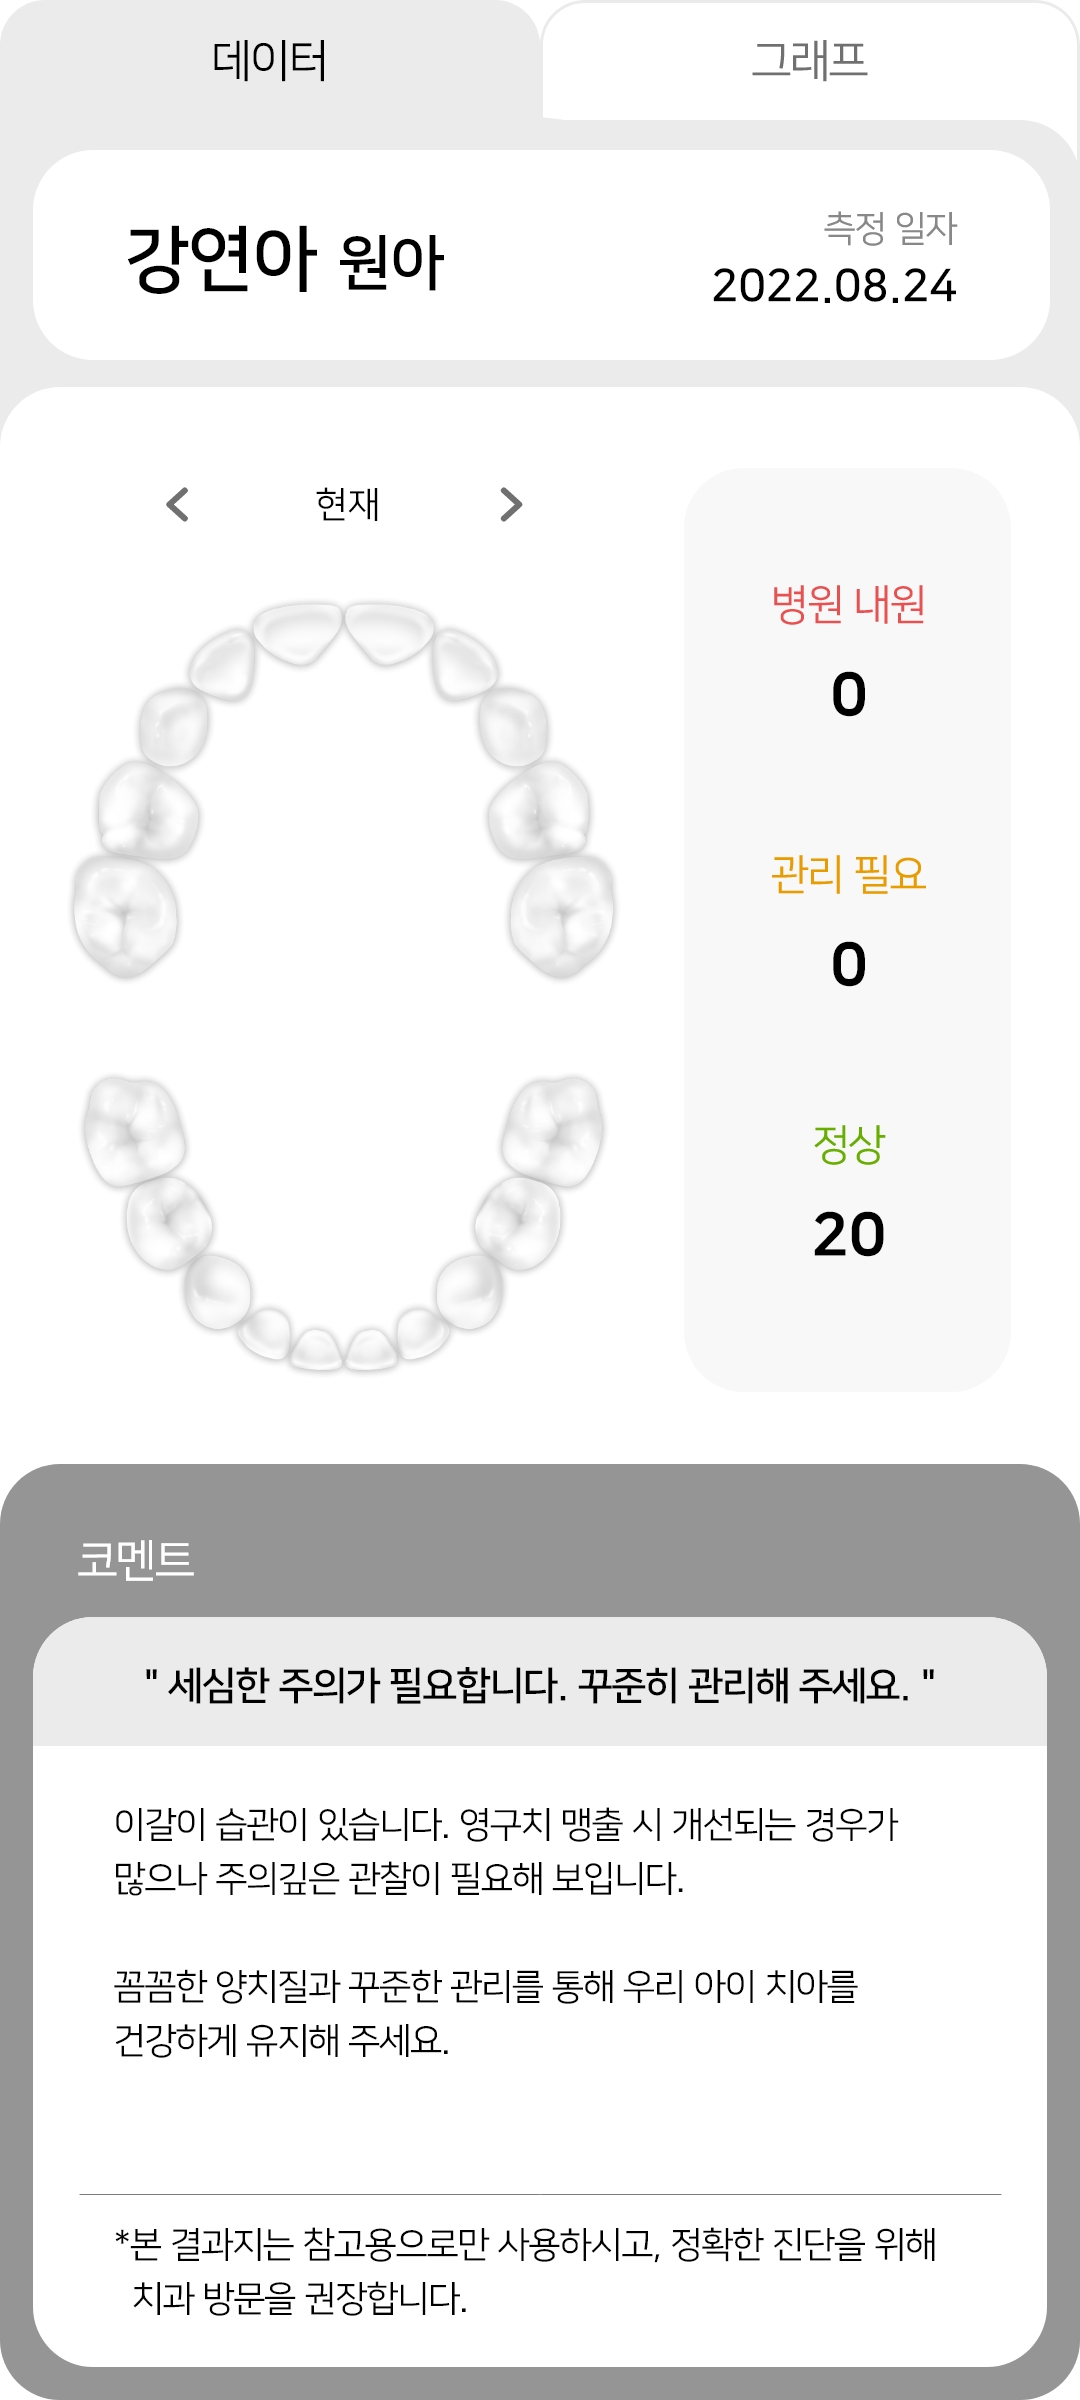 데이터
그래프
강연아 원아
측정 일자
2022.08.24
현재
병원 내원
0
관리 필요
0
정상
20
코멘트
" 세심한 주의가 필요합니다. 꾸준히 관리해 주세요. "
이갈이 습관이 있습니다. 영구치 맹출 시 개선되는 경우가
많으나 주의깊은 관찰이 필요해 보입니다.
꼼꼼한 양치질과 꾸준한 관리를 통해 우리 아이 치아를
건강하게 유지해 주세요.
*본 결과지는 참고용으로만 사용하시고, 정확한 진단을 위해
치과 방문을 권장합니다.